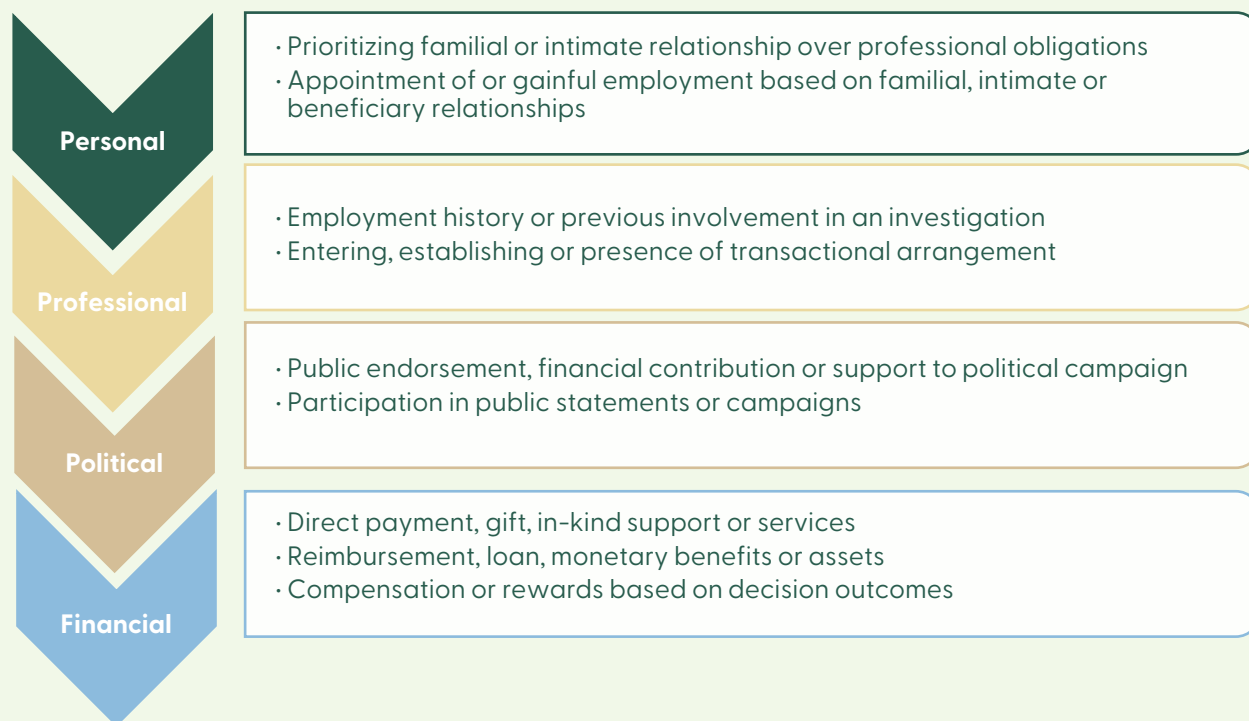 Personal
· Prioritizing familial or intimate relationship over professional obligations
· Appointment of or gainful employment based on familial, intimate or
beneficiary relationships
Professional
· Employment history or previous involvement in an investigation
· Entering, establishing or presence of transactional arrangement
Political
· Public endorsement, financial contribution or support to political campaign
· Participation in public statements or campaigns
Financial
· Direct payment, gift, in-kind support or services
· Reimbursement, loan, monetary benefits or assets
· Compensation or rewards based on decision outcomes